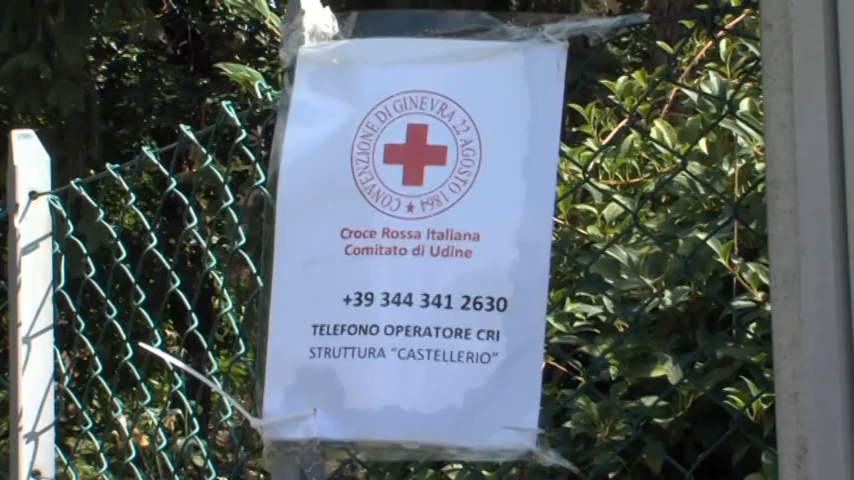 CONVENZIONE DI GINEVRA 22 AGOSTO 1864
Croce Rossa Italiana
Comitato di Udine
+39 344 341 2630
TELEFONO OPERATORE CRI
STRUTTURA "CASTELLERIO"